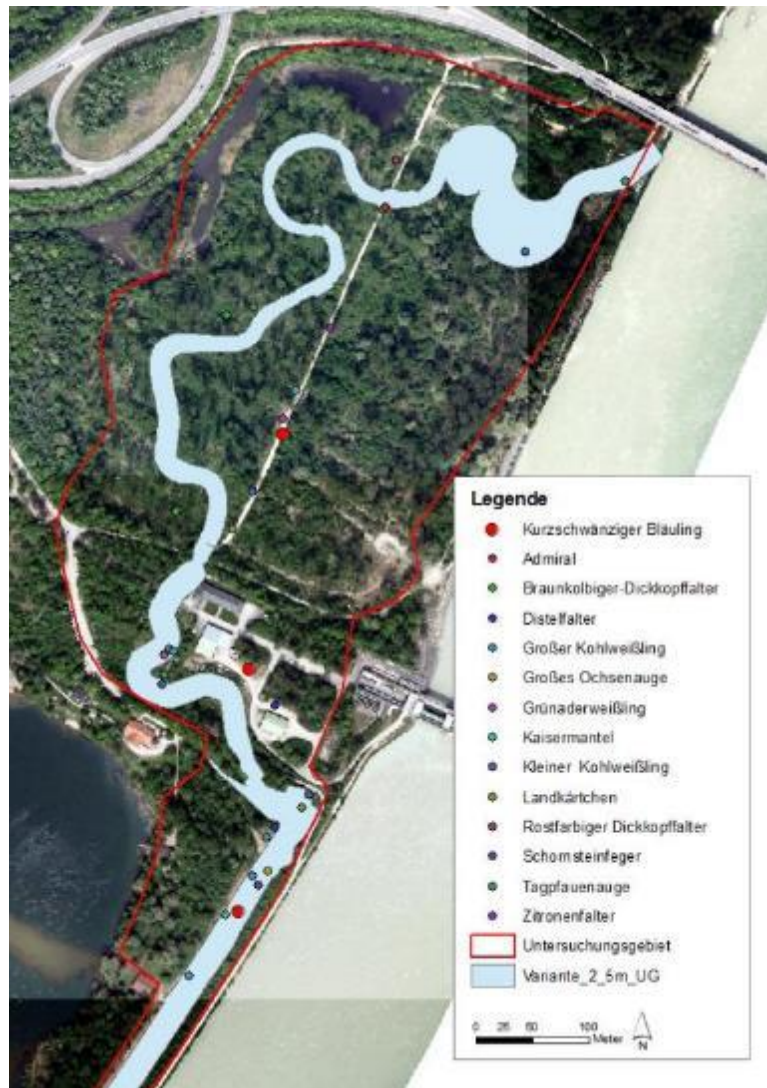 Legende
Kurzschwänziger Bläuling
Admiral
Braunkolbiger-Dickkopffalter
Distelfalter
Großer Kohlweißling
Großes Ochsenauge
Grünaderweißling
Kaisermantel
Kleiner Kohlweißling
Landkärtchen
Rostfarbiger Dickkopffalter
Schornsteinfeger
Tagpfauenauge
Zitronenfalter
Untersuchungsgebiet
Variante_2_5m_UG
0 25 50 100
Meter
N